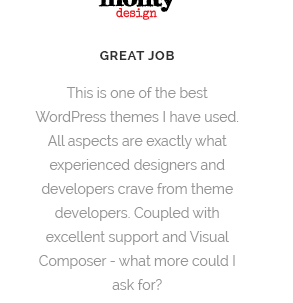 design
GREAT JOB
This is one of the best
WordPress themes I have used.
All aspects are exactly what
experienced designers and
developers crave from theme
developers. Coupled with
excellent support and Visual
Composer - what more could I
ask for?